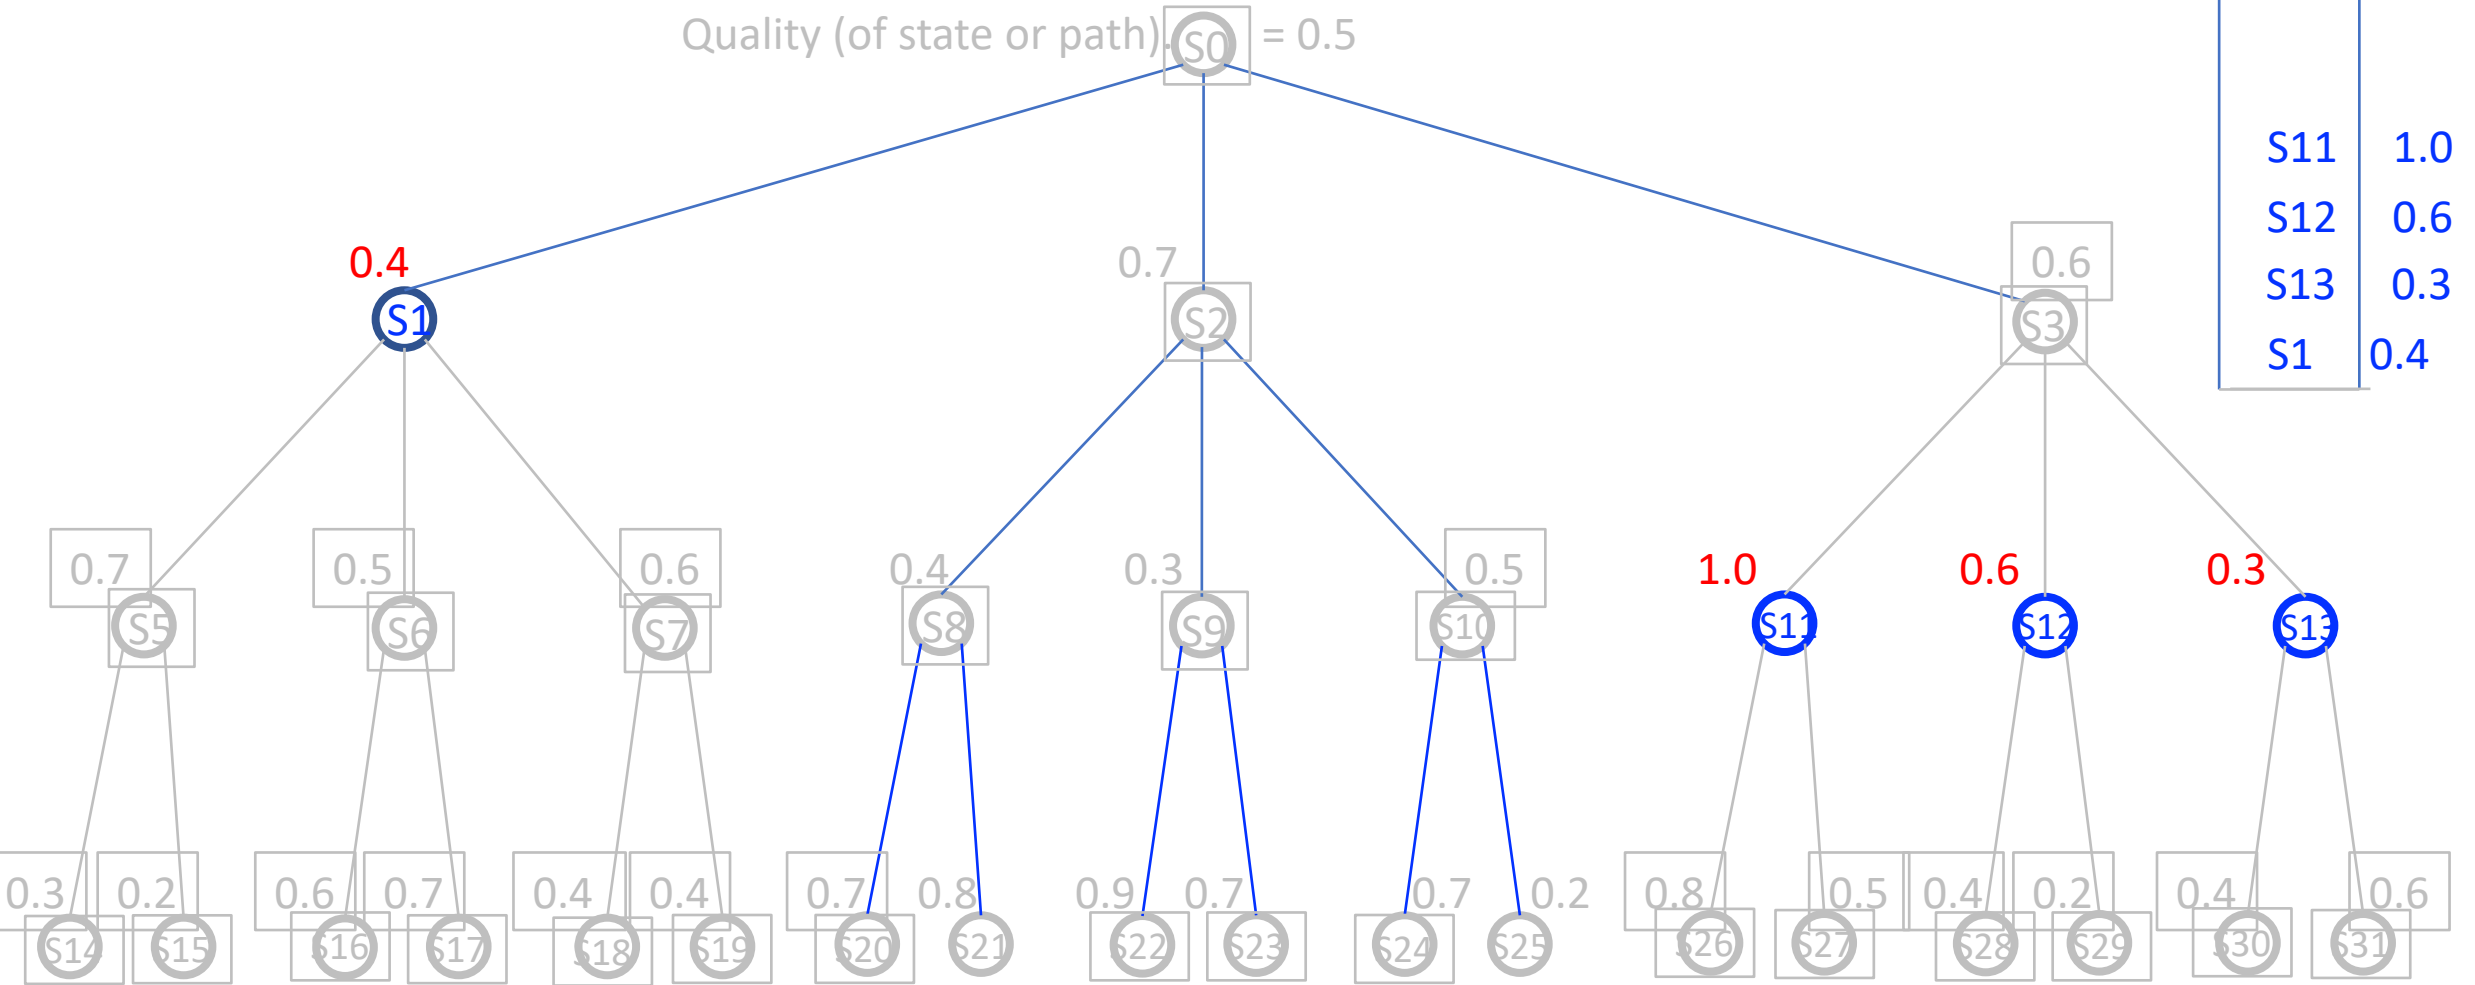 Quality (of state or path). S0 = 0.5
S11 1.0
S12 0.6
S13 0.3
S1 0.4
0.4 0.7 0.6
S1 S2 S3
0.7 0.5 0.6 0.4 0.3 0.5 1.0 0.6 0.3
S5 S6 S7 S8 S9 S10 S11 S12 S13
0.3 0.2 0.6 0.7 0.4 0.4 0.7 0.8 0.9 0.7 0.7 0.2 0.8 0.5 0.4 0.2 0.4 0.6
S14 S15 S16 S17 S18 S19 S20 S21 S22 S23 S24 S25 S26 S27 S28 S29 S30 S31